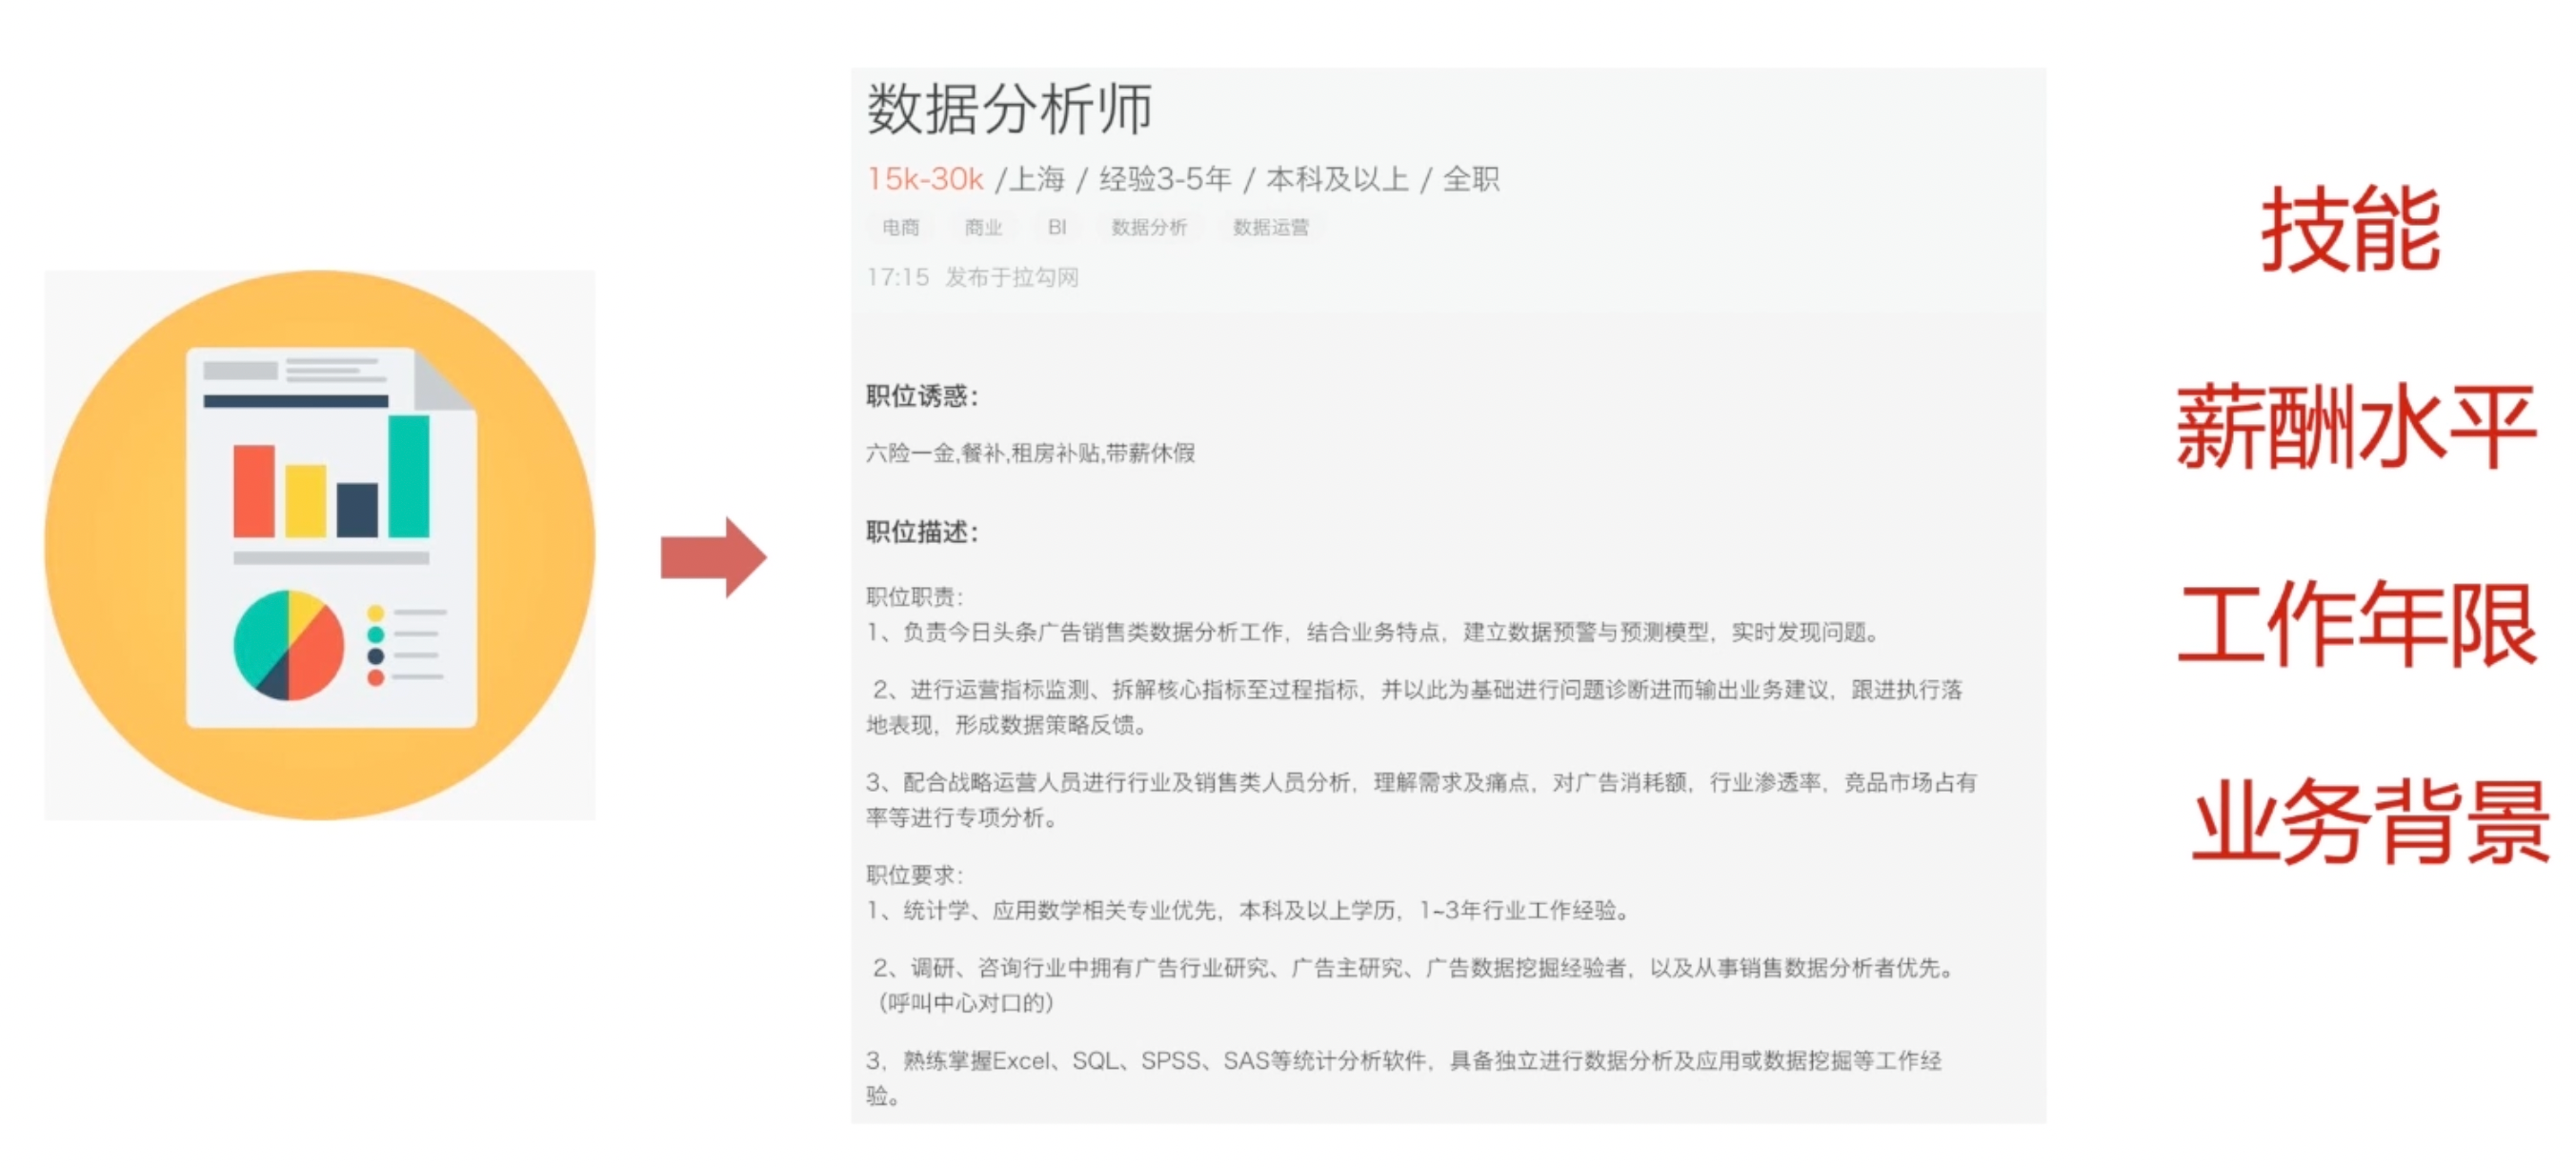 数据分析师
15k-30k /上海 / 经验3-5年 / 本科及以上 / 全职
电商 商业 BI 数据分析 数据运营
17:15 发布于拉勾网
职位诱惑：
六险一金,餐补,租房补贴,带薪休假
职位描述：
职位职责：
1、负责今日头条广告销售类数据分析工作，结合业务特点，建立数据预警与预测模型，实时发现问题。
2、进行运营指标监测、拆解核心指标至过程指标，并以此为基础进行问题诊断进而输出业务建议，跟进执行落
地表现，形成数据策略反馈。
3、配合战略运营人员进行行业及销售类人员分析，理解需求及痛点，对广告消耗额，行业渗透率，竞品市场占有
率等进行专项分析。
职位要求：
1、统计学、应用数学相关专业优先，本科及以上学历，1~3年行业工作经验。
2、调研、咨询行业中拥有广告行业研究、广告主研究、广告数据挖掘经验者，以及从事销售数据分析者优先。
（呼叫中心对口的）
3，熟练掌握Excel、SQL、SPSS、SAS等统计分析软件，具备独立进行数据分析及应用或数据挖掘等工作经
验。
技能
薪酬水平
工作年限
业务背景